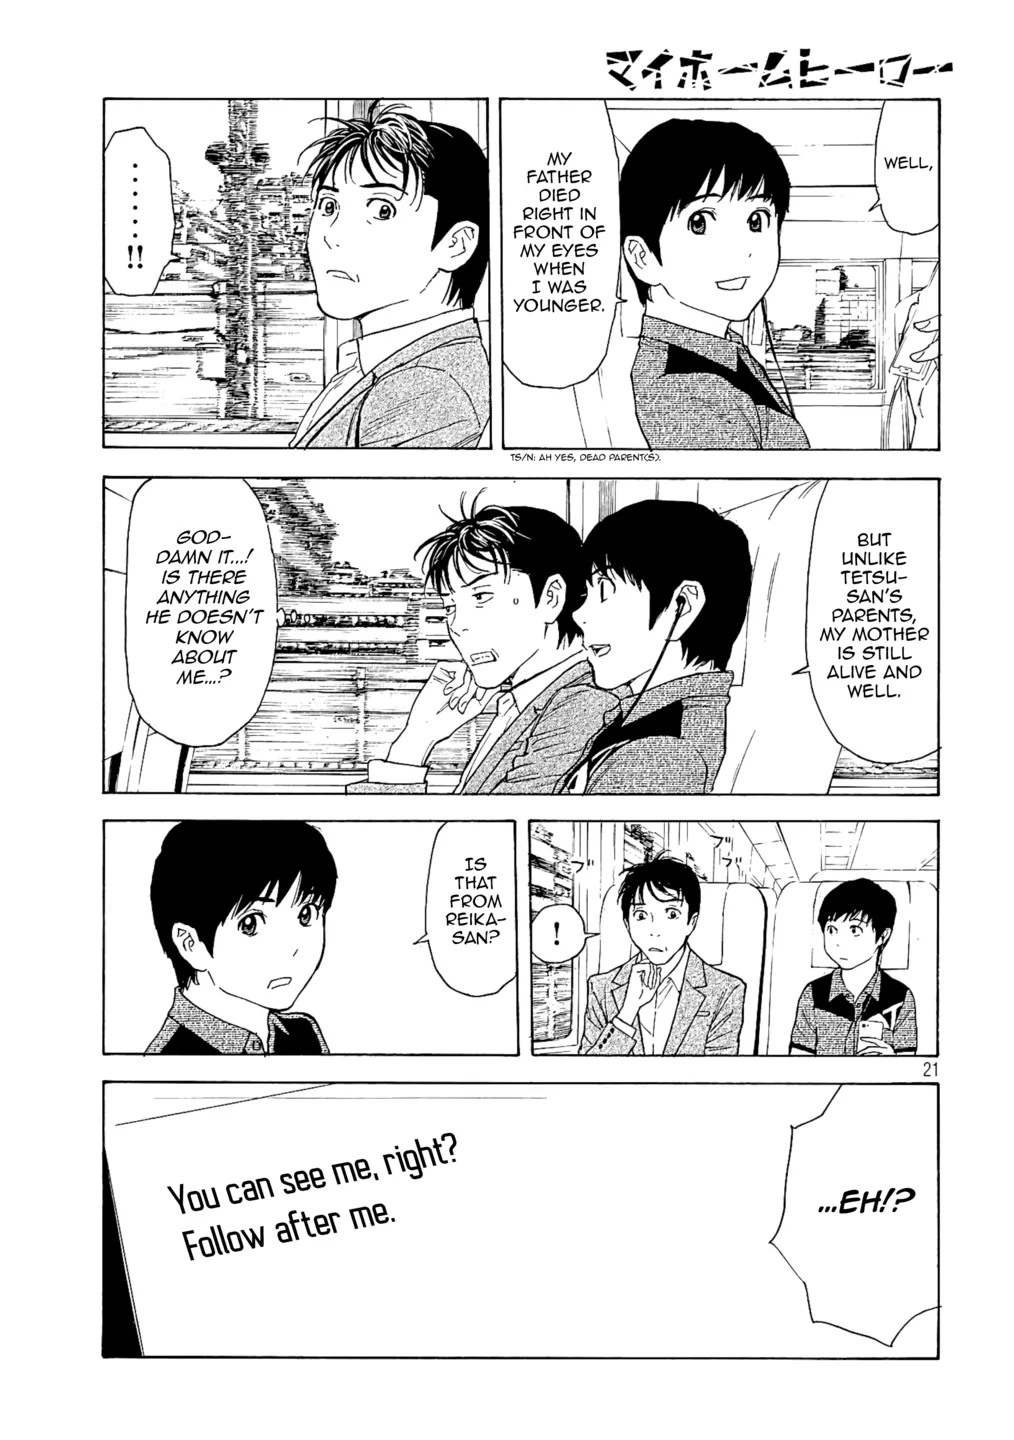 マイホームヒーロー
WELL,
MY
FATHER
DIED
RIGHT IN
FRONT OF
MY EYES
WHEN
I WAS
YOUNGER.
TS/N: AH YES, DEAD PARENT(S).
........!!
BUT
UNLIKE
TETSU-
SAN'S
PARENTS,
MY MOTHER
IS STILL
ALIVE AND
WELL.
GOD-
DAMN IT...!
IS THERE
ANYTHING
HE DOESN'T
KNOW
ABOUT
ME...?
ブブ
ブ
!
21
IS
THAT
FROM
REIKA-
SAN?
...EH!?
You can see me, right?
Follow after me.